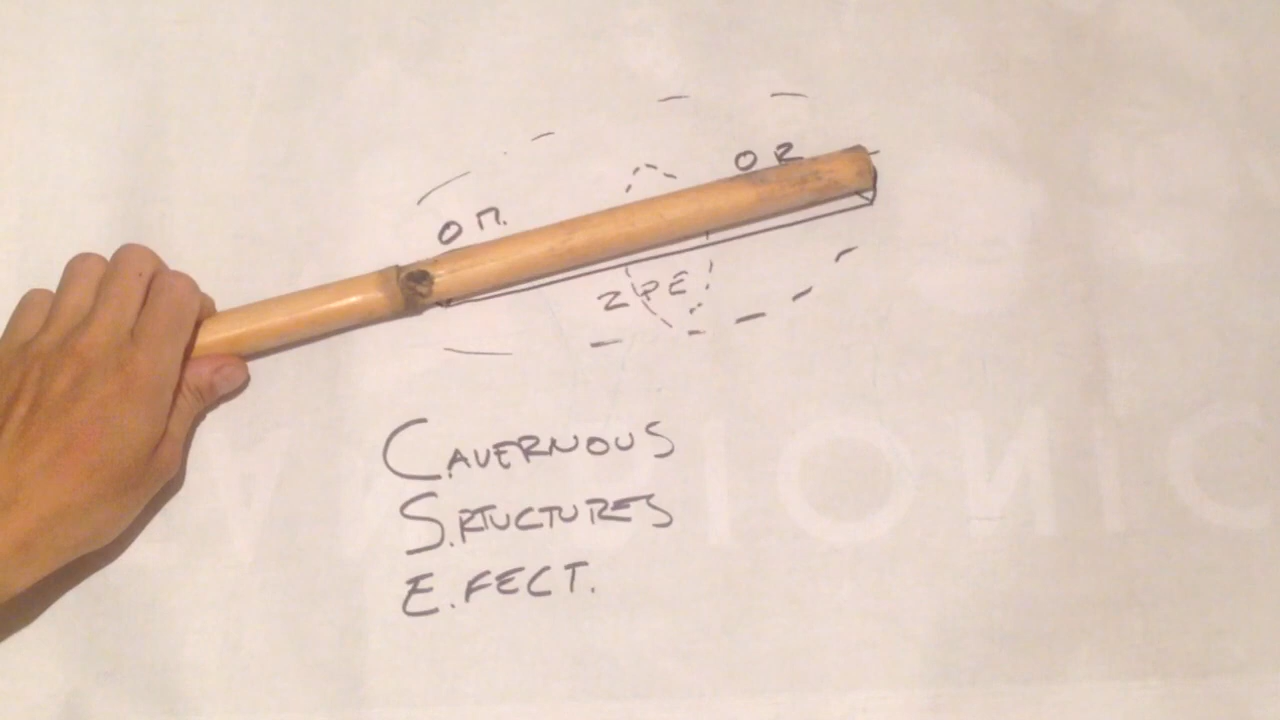 OR
OM.
ZPE
CAVERNOUS
S.RTUCTURES
E.FECT.